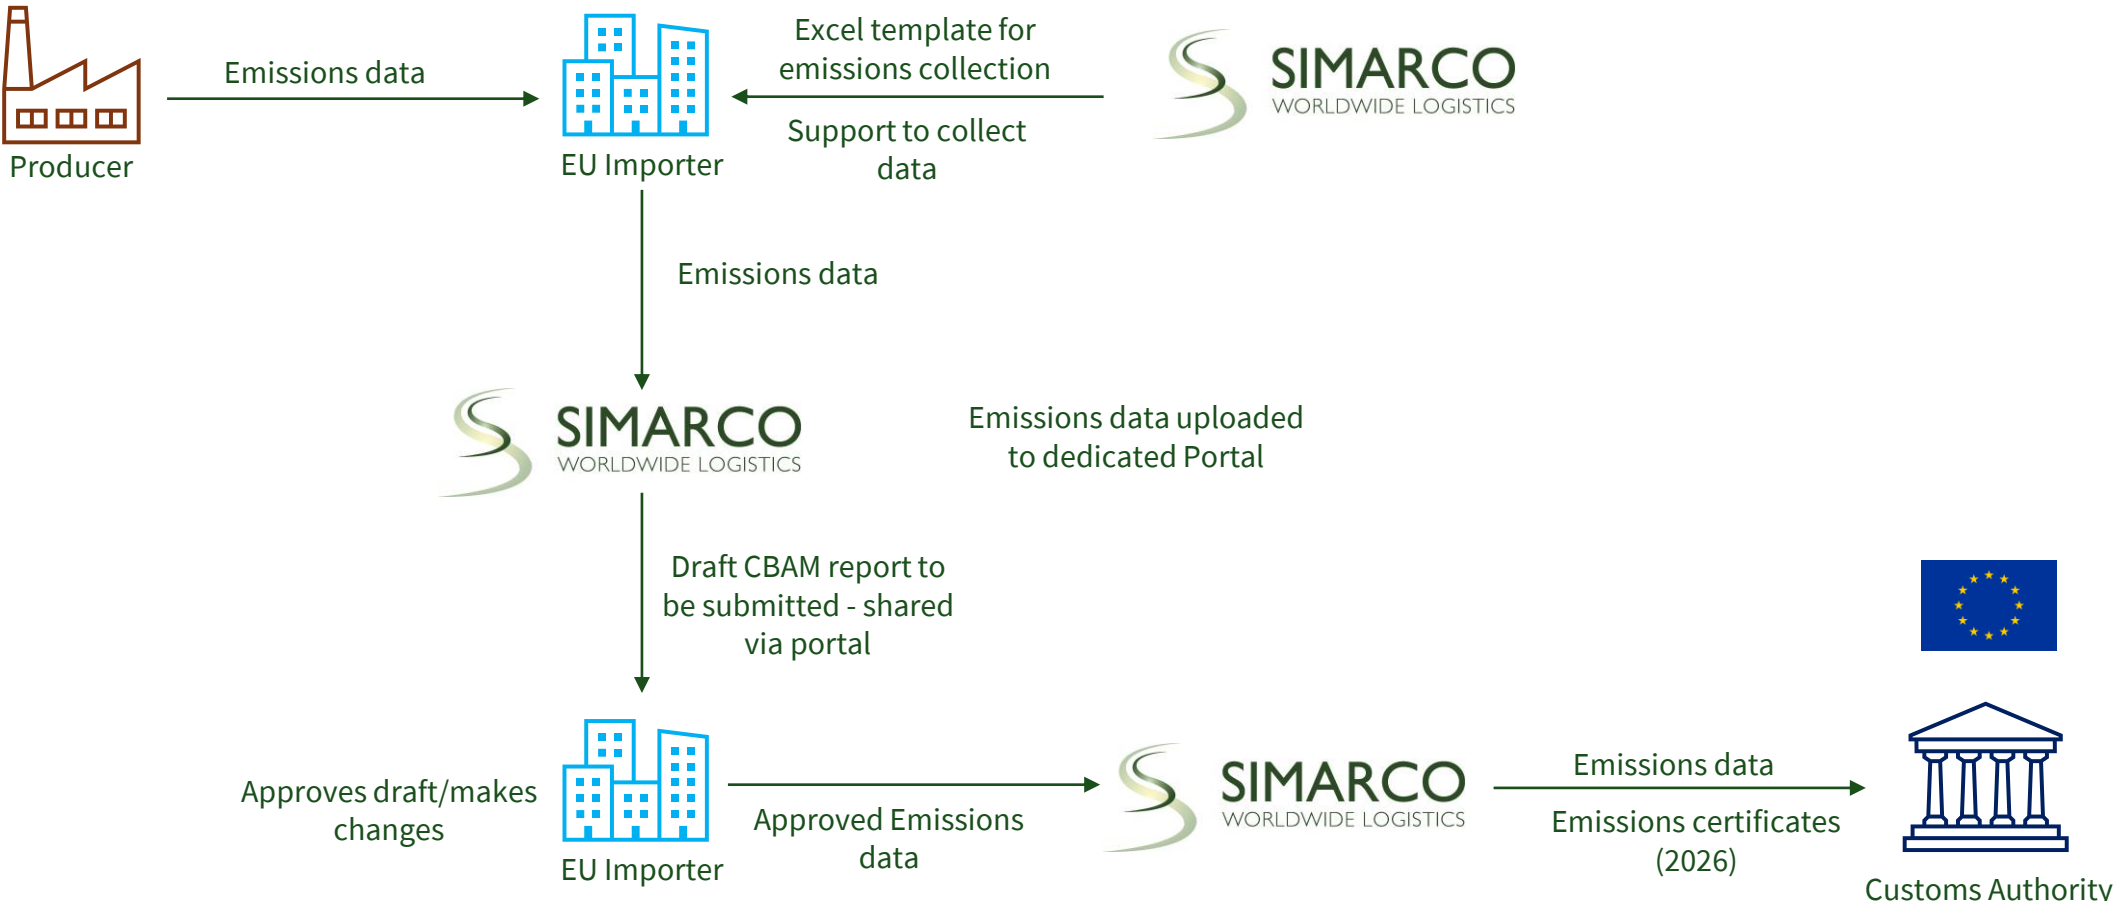 Emissions data
Producer
EU Importer
Excel template for
emissions collection
Support to collect
data
SIMARCO
WORLDWIDE LOGISTICS
Emissions data
SIMARCO
WORLDWIDE LOGISTICS
Emissions data uploaded
to dedicated Portal
Draft CBAM report to
be submitted - shared
via portal
Approves draft/makes
changes
EU Importer
Approved Emissions
data
SIMARCO
WORLDWIDE LOGISTICS
Emissions data
Emissions certificates
(2026)
Customs Authority